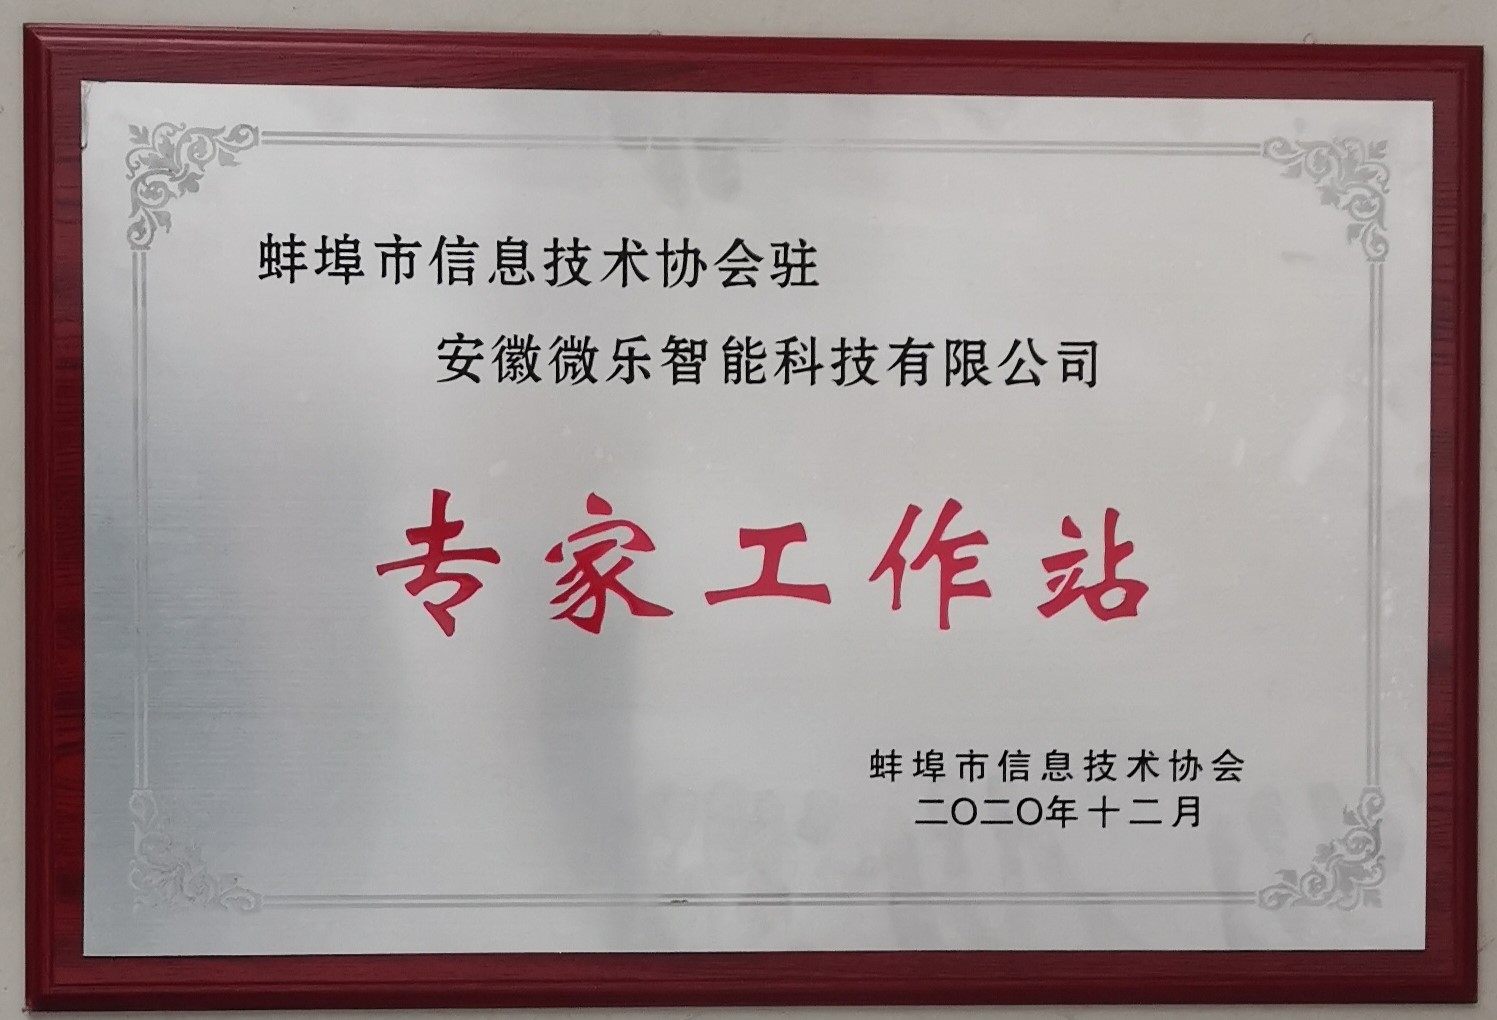 蚌埠市信息技术协会驻
安徽微乐智能科技有限公司
专家工作站
蚌埠市信息技术协会
二〇二〇年十二月